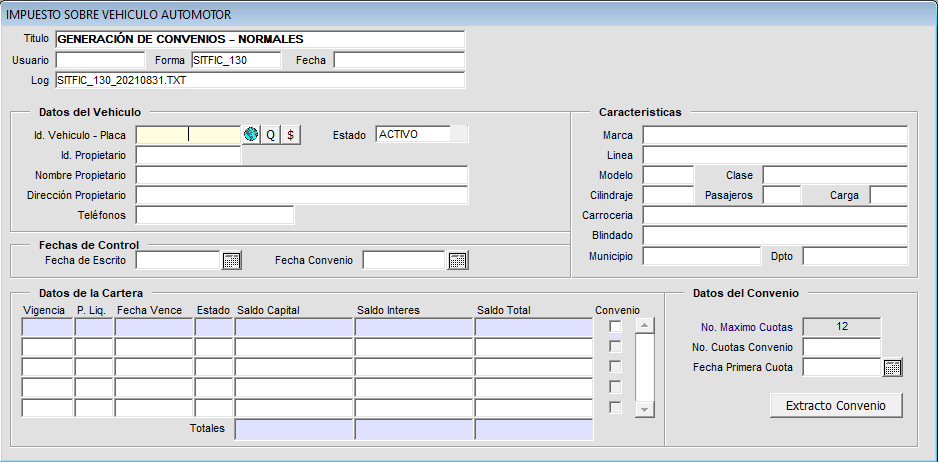 IMPUESTO SOBRE VEHICULO AUTOMOTOR
Titulo GENERACIÓN DE CONVENIOS – NORMALES
Usuario Forma SITFIC_130 Fecha
Log SITFIC_130_20210831.TXT
Datos del Vehiculo
Id. Vehiculo - Placa Q $ Estado ACTIVO
Id. Propietario
Nombre Propietario
Dirección Propietario
Teléfonos
Caracteristicas
Marca
Linea
Modelo Clase
Cilindraje Pasajeros Carga
Carroceria
Blindado
Municipio Dpto
Fechas de Control
Fecha de Escrito Fecha Convenio
Datos de la Cartera
Vigencia P. Liq. Fecha Vence Estado Saldo Capital Saldo Interes Saldo Total Convenio
Totales
Datos del Convenio
No. Maximo Cuotas 12
No. Cuotas Convenio
Fecha Primera Cuota
Extracto Convenio